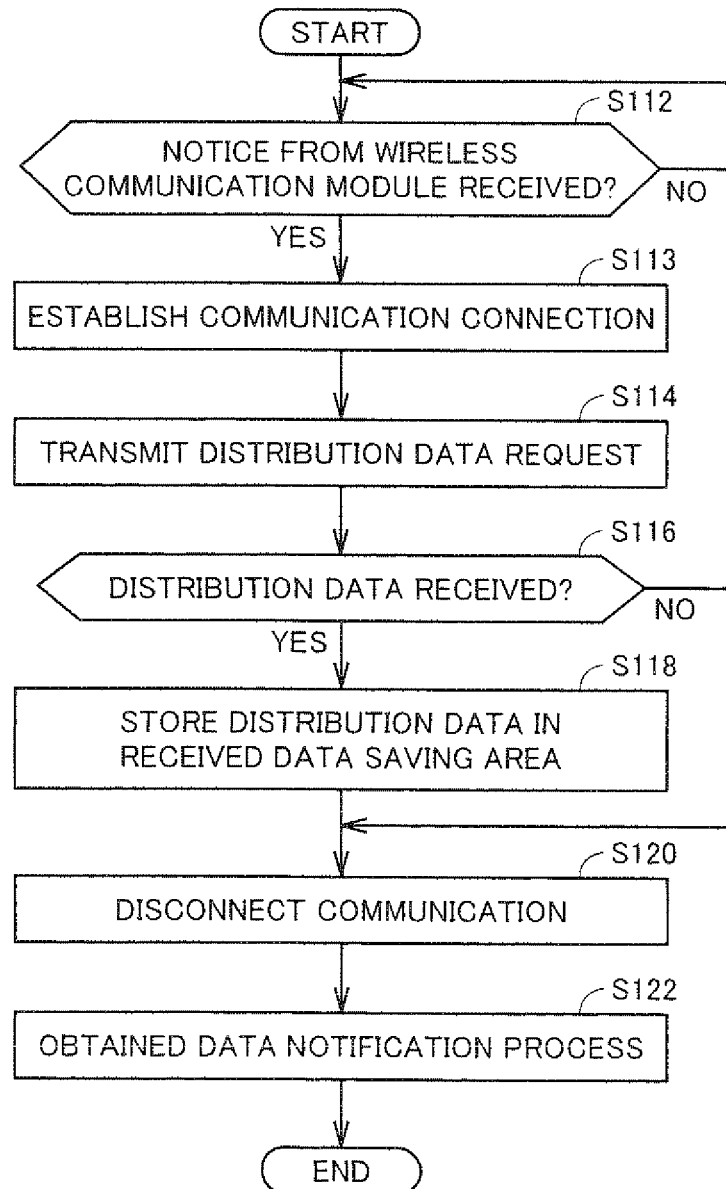 START
S112
NOTICE FROM WIRELESS
COMMUNICATION MODULE RECEIVED?
NO
YES
S113
ESTABLISH COMMUNICATION CONNECTION
S114
TRANSMIT DISTRIBUTION DATA REQUEST
S116
DISTRIBUTION DATA RECEIVED?
NO
YES
S118
STORE DISTRIBUTION DATA IN
RECEIVED DATA SAVING AREA
S120
DISCONNECT COMMUNICATION
S122
OBTAINED DATA NOTIFICATION PROCESS
END